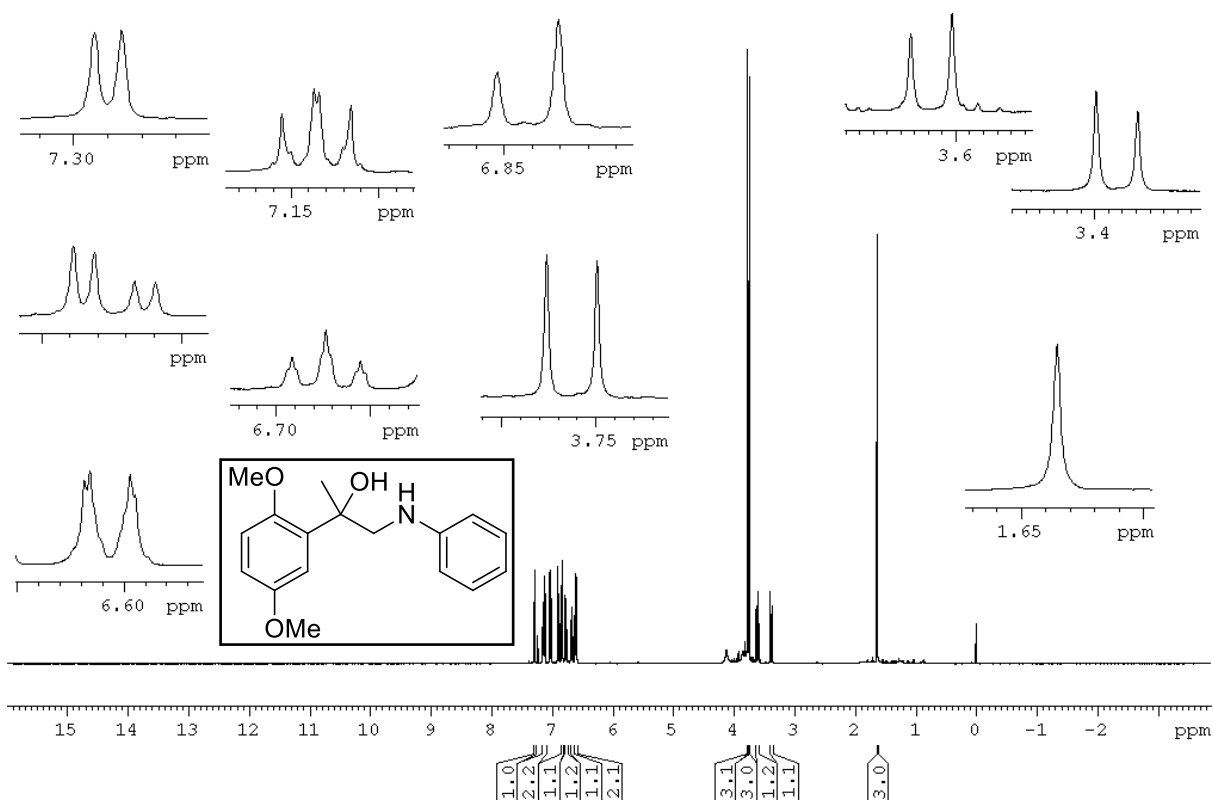 7.30 ppm
7.15 ppm
6.85 ppm
3.6 ppm
3.4 ppm
ppm
6.70 ppm
3.75 ppm
1.65 ppm
6.60 ppm
MeO
OH
H
N
OMe
15 14 13 12 11 10 9 8 7 6 5 4 3 2 1 0 -1 -2 ppm
1.0 2.2 1.1 1.2 1.1 2.1 3.1 3.0 1.2 1.1 3.0